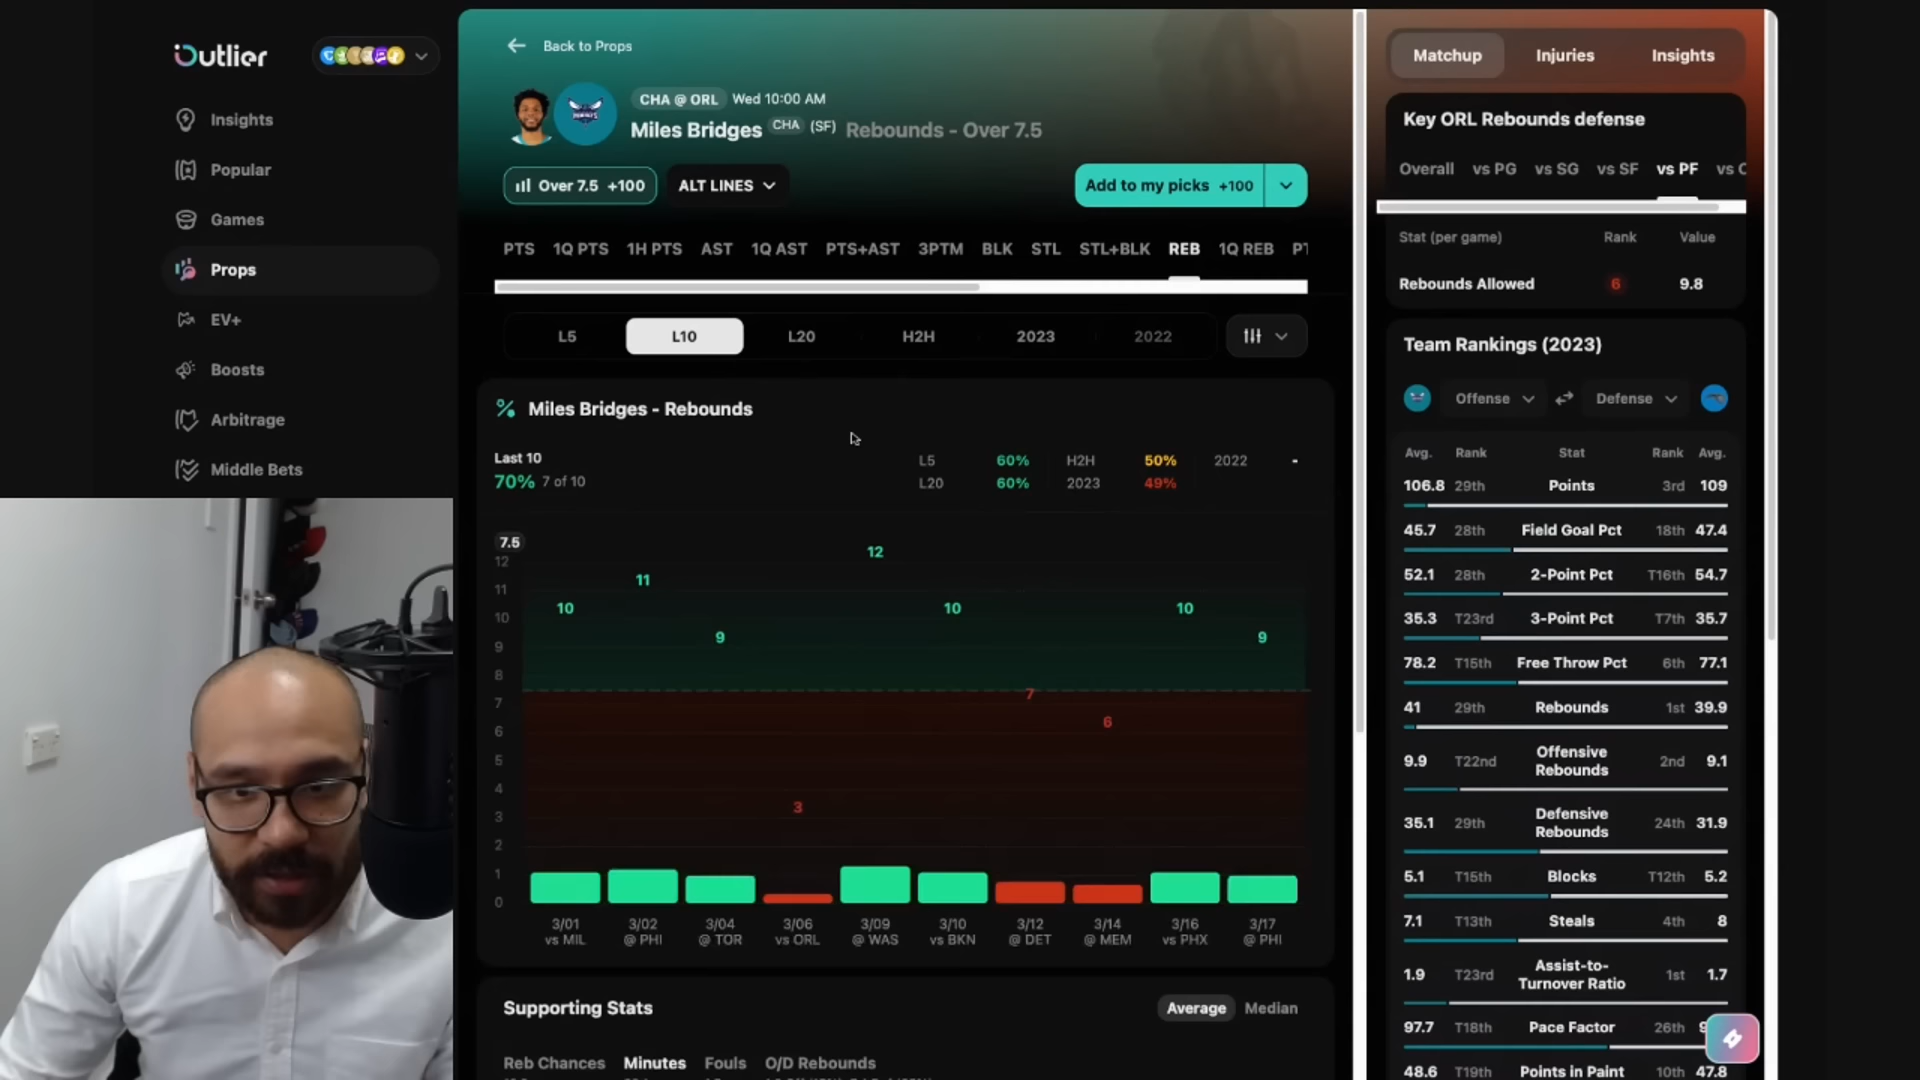 Outlier
Insights
Popular
Games
Props
EV+
Boosts
Arbitrage
Middle Bets
Back to Props
CHA @ ORL Wed 10:00 AM
Miles Bridges CHA (SF) Rebounds - Over 7.5
Over 7.5 +100 ALT LINES
Add to my picks +100
PTS 1Q PTS 1H PTS AST 1Q AST PTS+AST 3PTM BLK STL STL+BLK REB 1Q REB
L5 L10 L20 H2H 2023 2022
Miles Bridges - Rebounds
Last 10
70% 7 of 10
L5 60% H2H 50% 2022 -
L20 60% 2023 49%
7.5
12
11
10
9
8
7
6
5
4
3
2
1
0
10 11 9 3 12 10 7 6 10 9
3/01 3/02 3/04 3/06 3/09 3/10 3/12 3/14 3/16 3/17
vs MIL @ PHI @ TOR vs ORL @ WAS vs BKN @ DET @ MEM vs PHX @ PHI
Supporting Stats
Average Median
Reb Chances Minutes Fouls O/D Rebounds
Matchup Injuries Insights
Key ORL Rebounds defense
Overall vs PG vs SG vs SF vs PF vs C
Stat (per game) Rank Value
Rebounds Allowed 6 9.8
Team Rankings (2023)
Offense Defense
Avg. Rank Stat Rank Avg.
106.8 29th Points 3rd 109
45.7 28th Field Goal Pct 18th 47.4
52.1 28th 2-Point Pct T16th 54.7
35.3 T23rd 3-Point Pct T7th 35.7
78.2 T15th Free Throw Pct 6th 77.1
41 29th Rebounds 1st 39.9
9.9 T22nd Offensive Rebounds 2nd 9.1
35.1 29th Defensive Rebounds 24th 31.9
5.1 T15th Blocks T12th 5.2
7.1 T13th Steals 4th 8
1.9 T23rd Assist-to-Turnover Ratio 1st 1.7
97.7 T18th Pace Factor 26th
48.6 T19th Points in Paint 10th 47.8